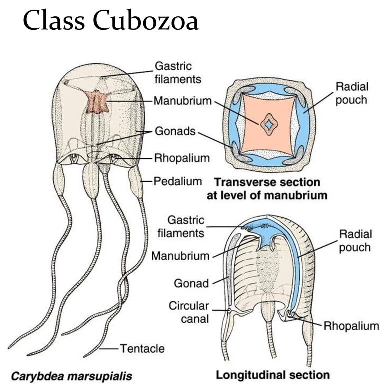 Class Cubozoa
Gastric
filaments
Manubrium
Gonads
Rhopalium
Pedalium
Radial
pouch
Transverse section
at level of manubrium
Gastric
filaments
Manubrium
Gonad
Circular
canal
Radial
pouch
Rhopalium
Tentacle
Carybdea marsupialis
Longitudinal section